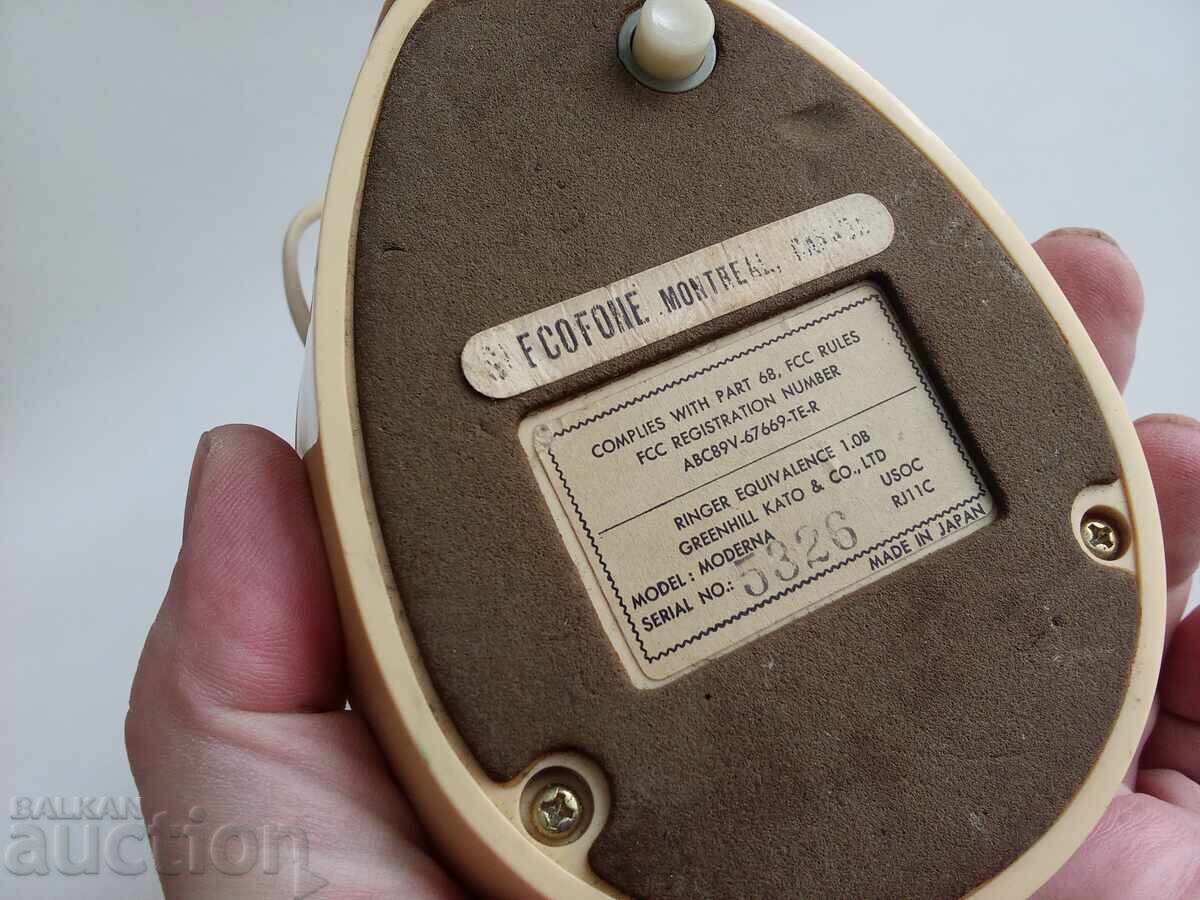 ECOFONE MONTREAL,
COMPLIES WITH PART 68, FCC RULES
FCC REGISTRATION NUMBER
ABC89V-67669-TE-R
RINGER EQUIVALENCE 1.0B
GREENHILL KATO & CO., LTD
MODEL: MODERNA USOC
SERIAL NO.: 5326 RJ11C
MADE IN JAPAN
BALKAN
auction